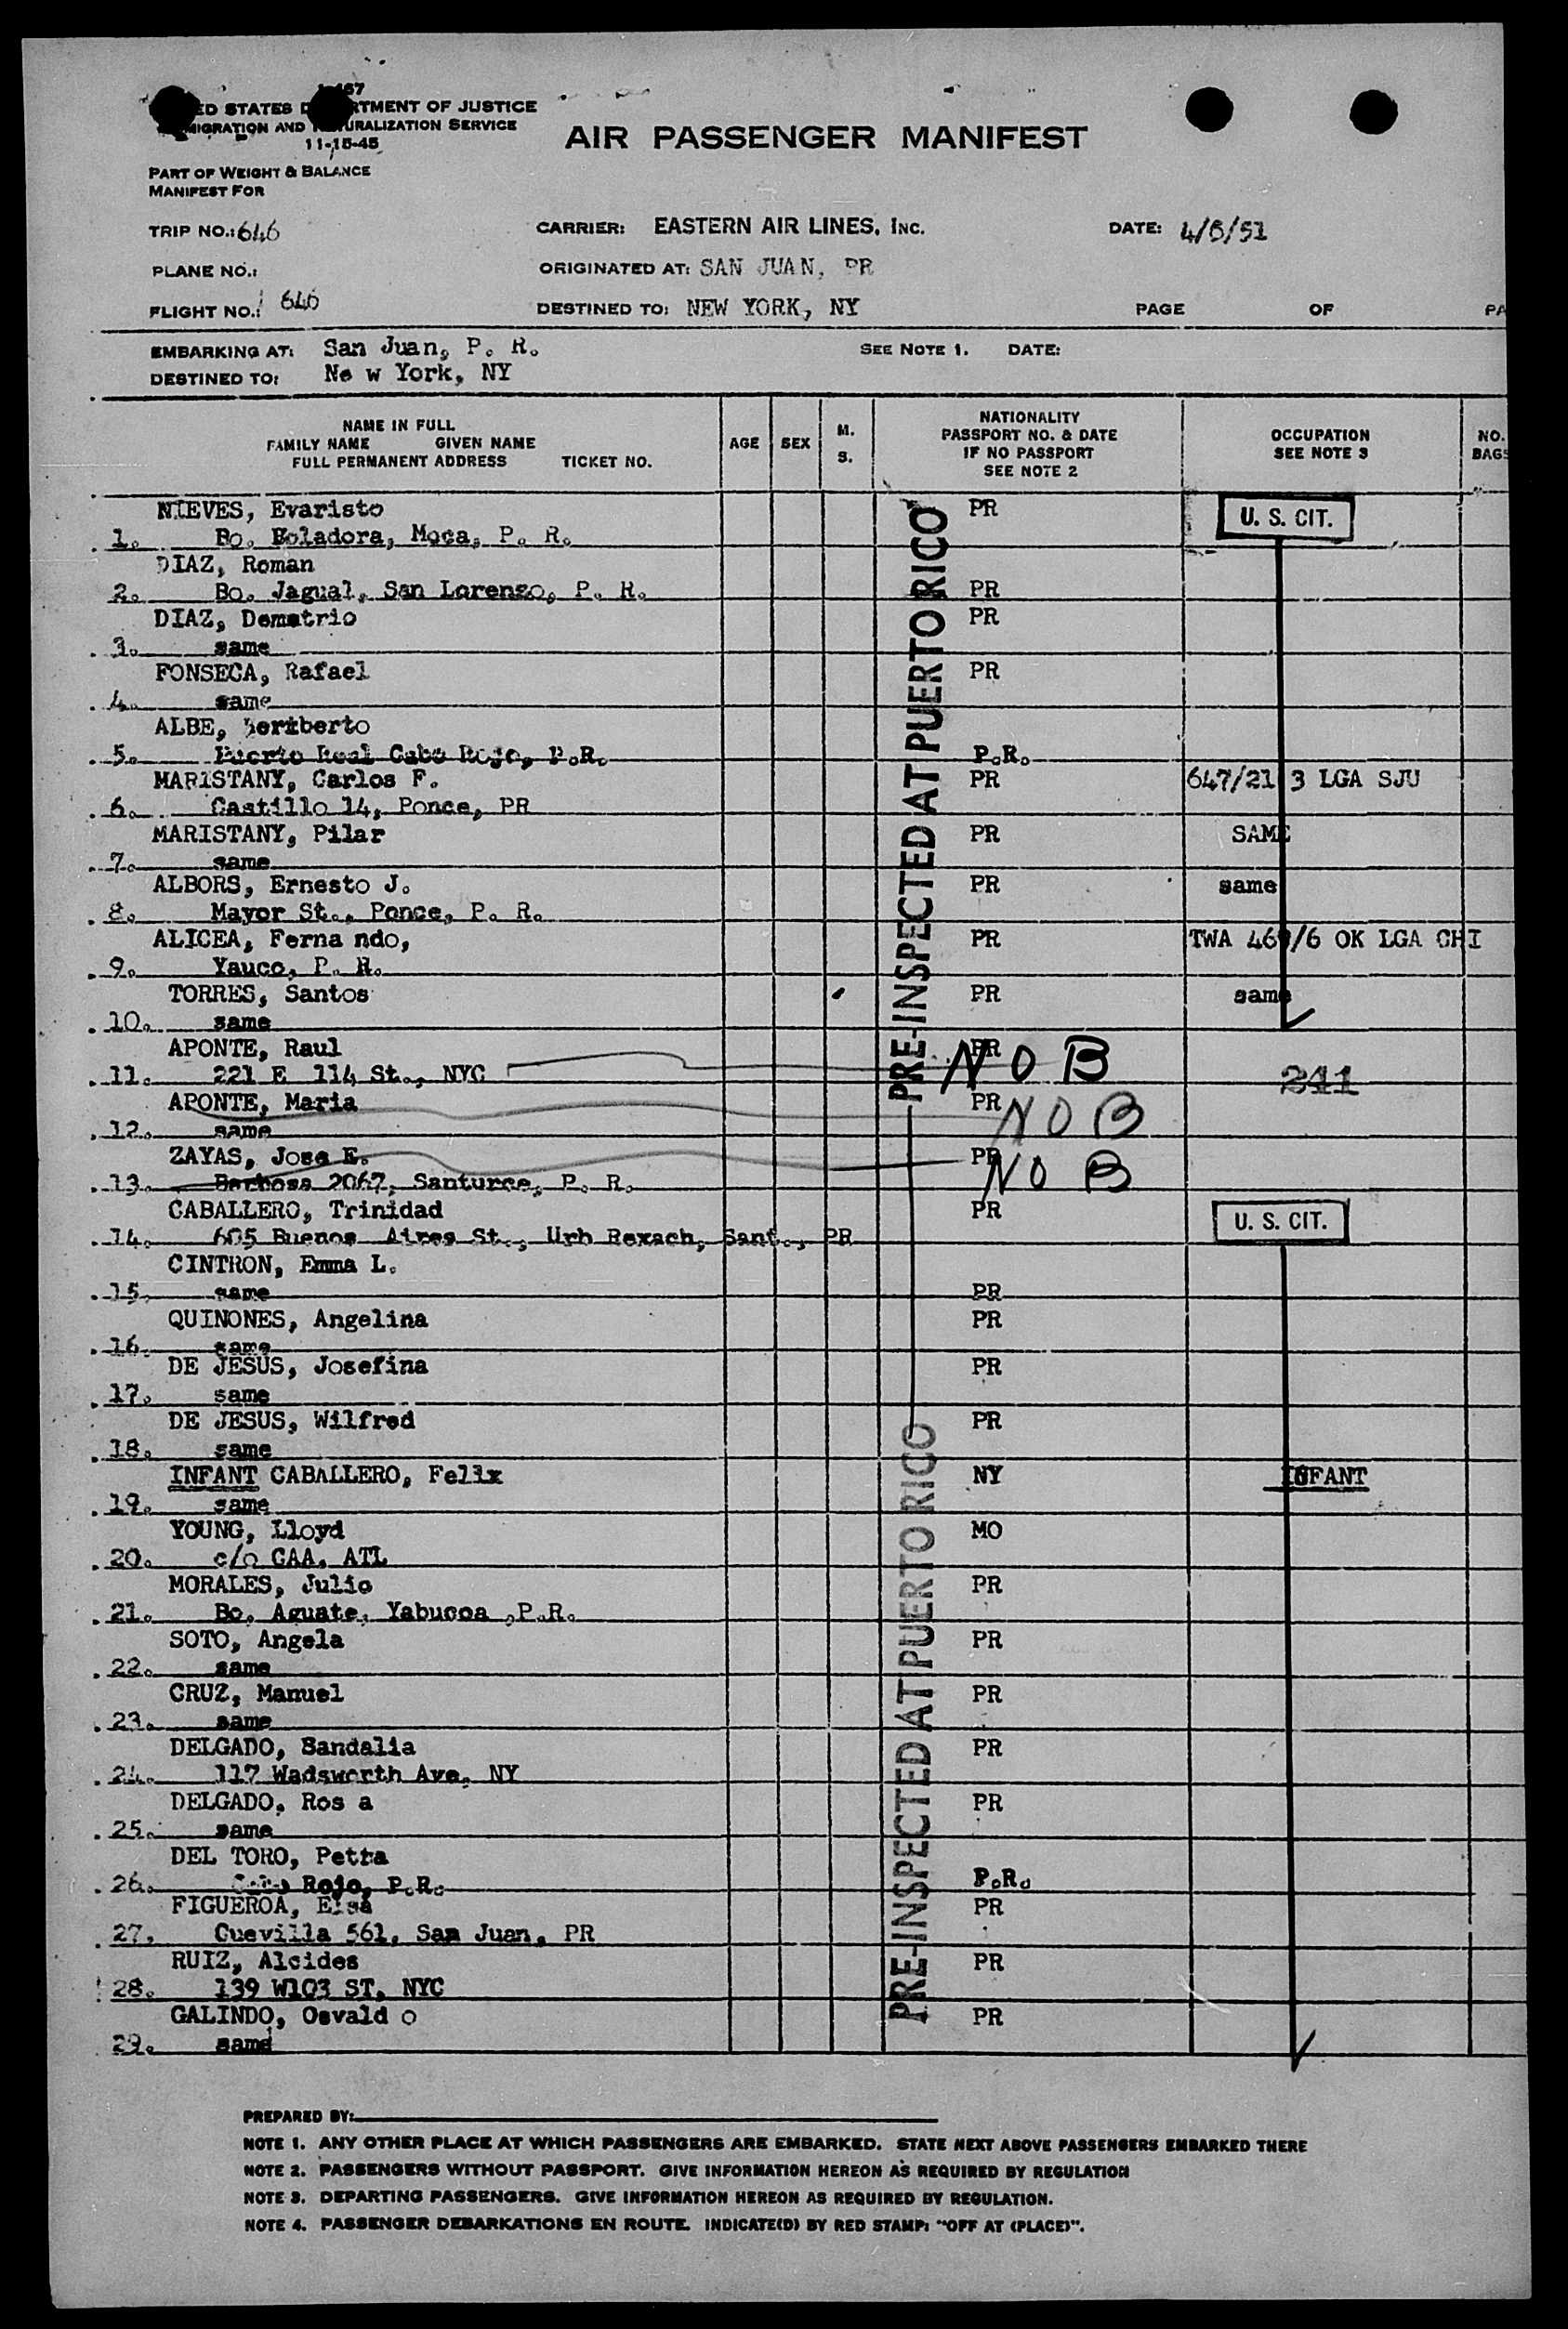 I-467
UNITED STATES DEPARTMENT OF JUSTICE
IMMIGRATION AND NATURALIZATION SERVICE
11-15-45
AIR PASSENGER MANIFEST
PART OF WEIGHT & BALANCE
MANIFEST FOR
TRIP NO.: 646 CARRIER: EASTERN AIR LINES, INC. DATE: 4/6/51
PLANE NO.: ORIGINATED AT: SAN JUAN, PR
FLIGHT NO.: 646 DESTINED TO: NEW YORK, NY PAGE OF PA
EMBARKING AT: San Juan, P. R. SEE NOTE 1. DATE:
DESTINED TO: Ne w York, NY
NAME IN FULL
FAMILY NAME GIVEN NAME
FULL PERMANENT ADDRESS TICKET NO.
AGE SEX M. S.
NATIONALITY
PASSPORT NO. & DATE
IF NO PASSPORT
SEE NOTE 2
OCCUPATION
SEE NOTE 3
NO.
BAGS
PRE-INSPECTED AT PUERTO RICO
NIEVES, Evaristo PR U. S. CIT.
1. Bo. Voladora, Moca, P. R.
DIAZ, Roman
2. Bo. Jagual, San Lorenzo, P. R. PR
DIAZ, Demetrio PR
3. same
FONSECA, Rafael PR
4. same
ALBE, Heriberto
5. Puerto Real Cabo Rojo, P.R. P.R.
MARISTANY, Carlos F. PR 647/21 3 LGA SJU
6. Castillo 14, Ponce, PR
MARISTANY, Pilar PR SAME
7. same
ALBORS, Ernesto J. PR same
8. Mayor St., Ponce, P. R.
ALICEA, Ferna ndo, PR TWA 469/6 OK LGA CHI
9. Yauco, P. R.
TORRES, Santos PR same
10. same
APONTE, Raul PR N O B
11. 221 E 114 St., NYC 241
APONTE, Maria PR N O B
12. same
ZAYAS, Jose E. PR N O B
13. Barbosa 2067, Santurce, P. R.
CABALLERO, Trinidad PR U. S. CIT.
14. 605 Buenos Aires St., Urb Rexach, Sant., PR
CINTRON, Emma L.
15. same PR
QUINONES, Angelina PR
16. same
DE JESUS, Josefina PR
17. same
DE JESUS, Wilfred PR
18. same
PRE-INSPECTED AT PUERTO RICO
INFANT CABALLERO, Felix NY INFANT
19. same
YOUNG, Lloyd MO
20. c/o CAA, ATL
MORALES, Julio PR
21. Bo. Aguate, Yabucoa ,P.R.
SOTO, Angela PR
22. same
CRUZ, Manuel PR
23. same
DELGADO, Sandalia PR
24. 117 Wadsworth Ave, NY
DELGADO, Ros a PR
25. same
DEL TORO, Petra
26. Cabo Rojo, P.R. P.R.
FIGUEROA, Elsa PR
27. Cuevilla 561, San Juan, PR
RUIZ, Alcides PR
28. 139 W103 ST, NYC
GALINDO, Osvald o PR
29. same
PREPARED BY:
NOTE 1. ANY OTHER PLACE AT WHICH PASSENGERS ARE EMBARKED. STATE NEXT ABOVE PASSENGERS EMBARKED THERE
NOTE 2. PASSENGERS WITHOUT PASSPORT. GIVE INFORMATION HEREON AS REQUIRED BY REGULATION
NOTE 3. DEPARTING PASSENGERS. GIVE INFORMATION HEREON AS REQUIRED BY REGULATION.
NOTE 4. PASSENGER DEBARKATIONS EN ROUTE. INDICATE(D) BY RED STAMP: "OFF AT (PLACE)".